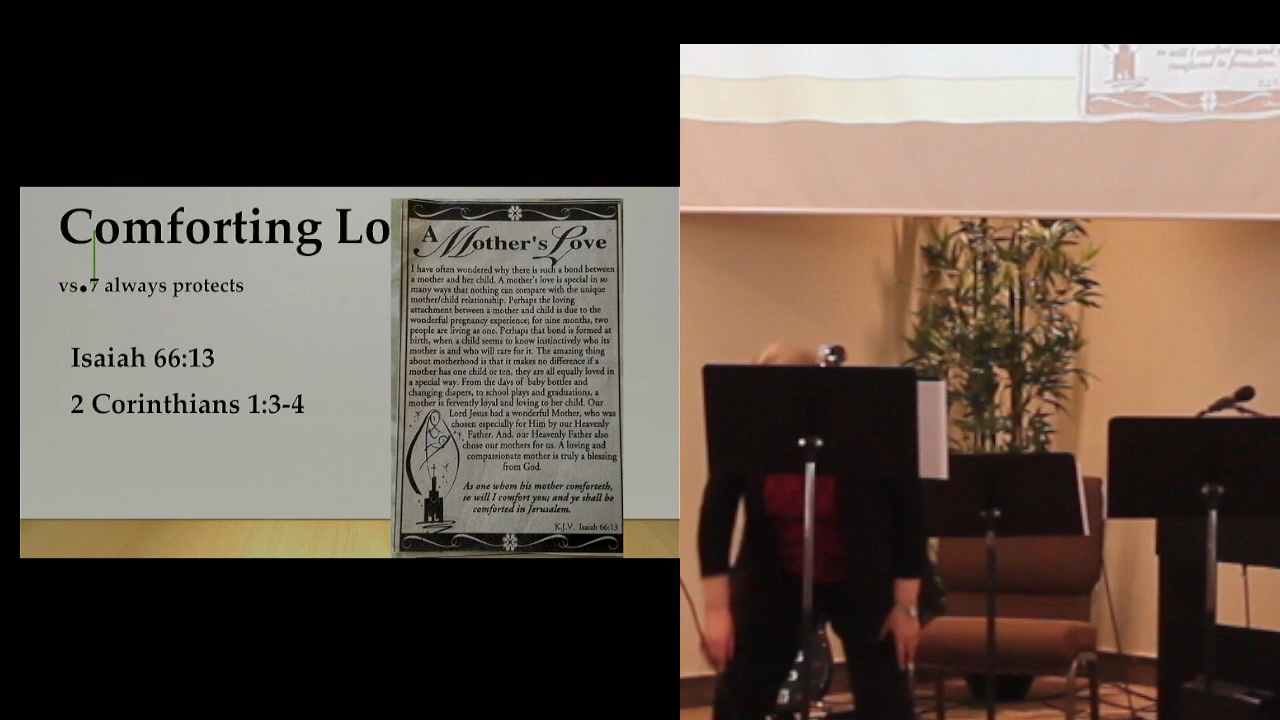 Comforting Lo
vs.7 always protects
Isaiah 66:13
2 Corinthians 1:3-4
A Mother's Love
I have often wondered why there is such a bond between
a mother and her child. A mother's love is special in so
many ways that nothing can compare with the unique
mother/child relationship. Perhaps the loving
attachment between a mother and child is due to the
wonderful pregnancy experience; for nine months, two
people are living as one. Perhaps that bond is formed at
birth, when a child seems to know instinctively who its
mother is and who will care for it. The amazing thing
about motherhood is that it makes no difference if a
mother has one child or ten, they are all equally loved in
a special way. From the days of baby bottles and
changing diapers, to school plays and graduations, a
mother is fervently loyal and loving to her child. Our
Lord Jesus had a wonderful Mother, who was
chosen especially for Him by our Heavenly
Father. And, our Heavenly Father also
chose our mothers for us. A loving and
compassionate mother is truly a blessing
from God.
As one whom his mother comforteth,
so will I comfort you; and ye shall be
comforted in Jerusalem.
K.J.V. Isaiah 66:13
so will I comfort you; and
comforted in Jerusalem.